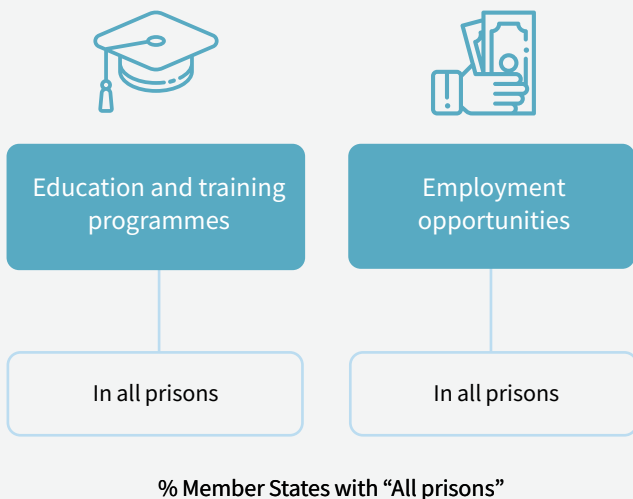 Education and training
programmes
Employment
opportunities
In all prisons
In all prisons
% Member States with “All prisons”